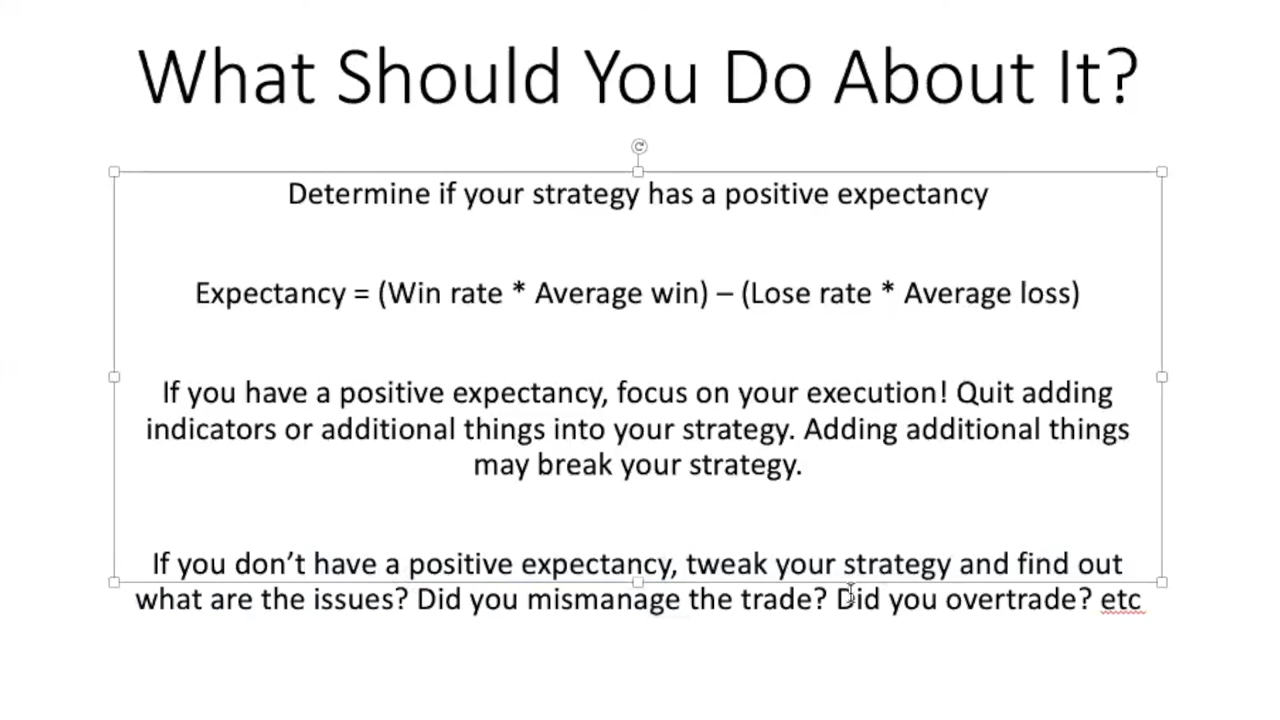 What Should You Do About It?
Determine if your strategy has a positive expectancy
Expectancy = (Win rate * Average win) – (Lose rate * Average loss)
If you have a positive expectancy, focus on your execution! Quit adding
indicators or additional things into your strategy. Adding additional things
may break your strategy.
If you don’t have a positive expectancy, tweak your strategy and find out
what are the issues? Did you mismanage the trade? Did you overtrade? etc